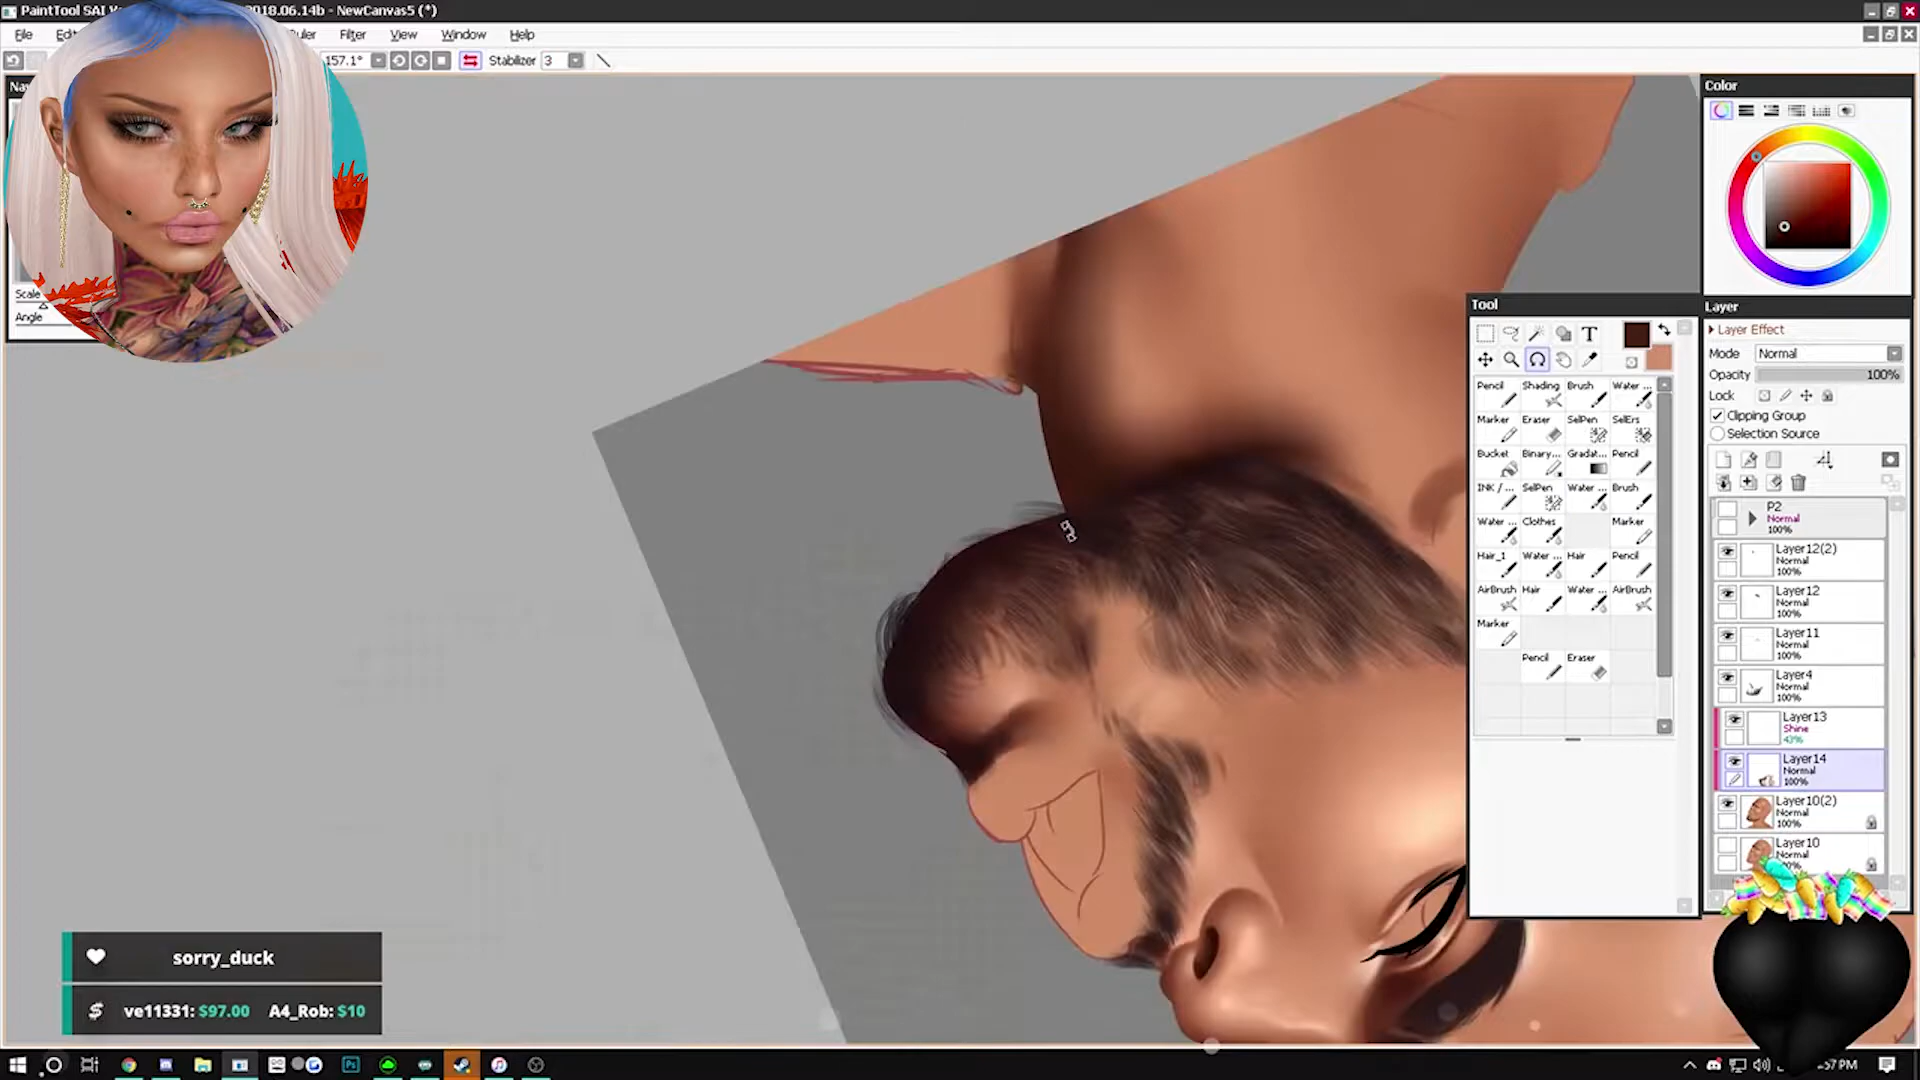 PaintTool SAI V 2018.06.14b - NewCanvas5 (*)
File Filter View Window Help
157.1° Stabilizer 3
Scale
Angle
Color
Tool
T
Pencil Shading Brush Water ...
Marker Eraser SelPen SelErs
Bucket Binary... Gradat... Pencil
INK / ... SelPen Water ... Brush
Water ... Clothes Marker
Hair_1 Water ... Hair Pencil
AirBrush Hair Water ... AirBrush
Marker
Pencil Eraser
Layer
Layer Effect
Mode Normal
Opacity 100%
Lock
Clipping Group
Selection Source
P2
Normal
100%
Layer12(2)
Normal
100%
Layer12
Normal
100%
Layer11
Normal
100%
Layer4
Normal
100%
Layer13
Shine
43%
Layer14
Normal
100%
Layer10(2)
Normal
100%
Layer10
Normal
sorry_duck
ve11331: $97.00 A4_Rob: $10
:57 PM